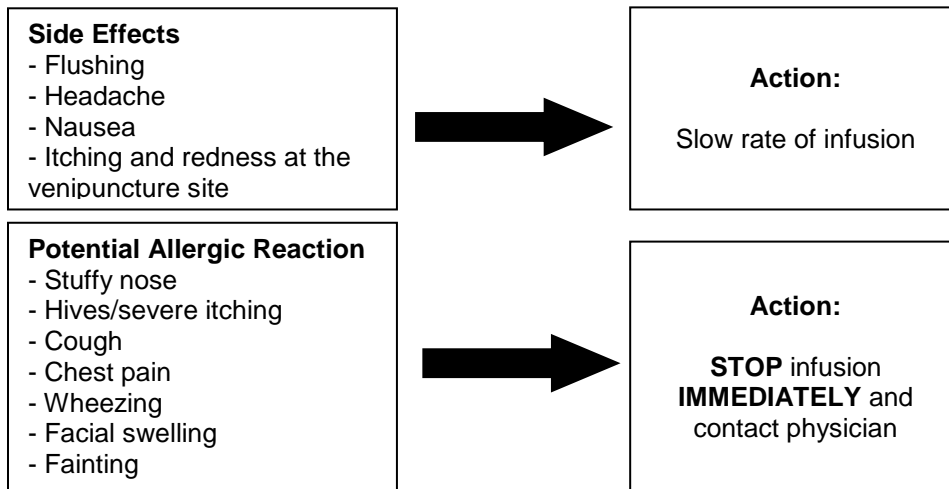 Side Effects
- Flushing
- Headache
- Nausea
- Itching and redness at the
venipuncture site
Action:
Slow rate of infusion
Potential Allergic Reaction
- Stuffy nose
- Hives/severe itching
- Cough
- Chest pain
- Wheezing
- Facial swelling
- Fainting
Action:
STOP infusion
IMMEDIATELY and
contact physician